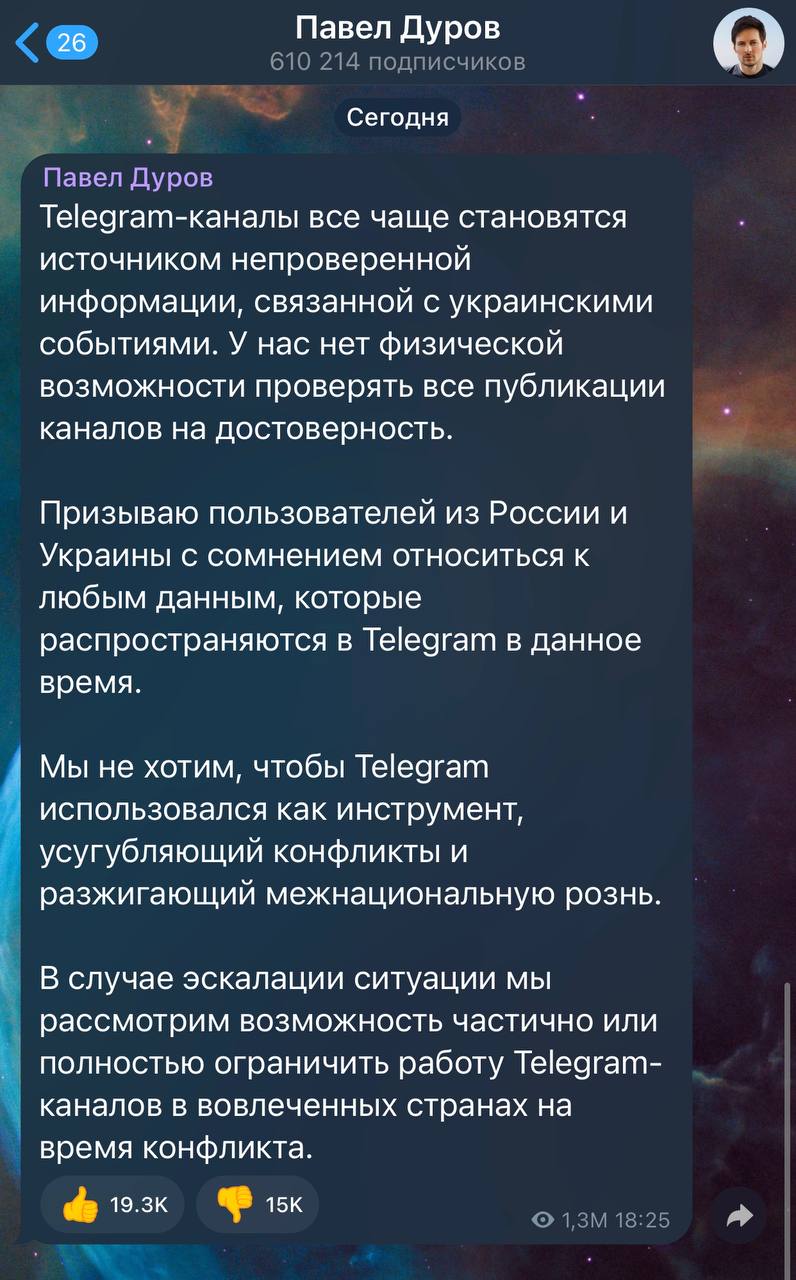 26
Павел Дуров
610 214 подписчиков
Сегодня
Павел Дуров
Telegram-каналы все чаще становятся
источником непроверенной
информации, связанной с украинскими
событиями. У нас нет физической
возможности проверять все публикации
каналов на достоверность.
Призываю пользователей из России и
Украины с сомнением относиться к
любым данным, которые
распространяются в Telegram в данное
время.
Мы не хотим, чтобы Telegram
использовался как инструмент,
усугубляющий конфликты и
разжигающий межнациональную рознь.
В случае эскалации ситуации мы
рассмотрим возможность частично или
полностью ограничить работу Telegram-
каналов в вовлеченных странах на
время конфликта.
👍 19.3K 👎 15K 1,3M 18:25